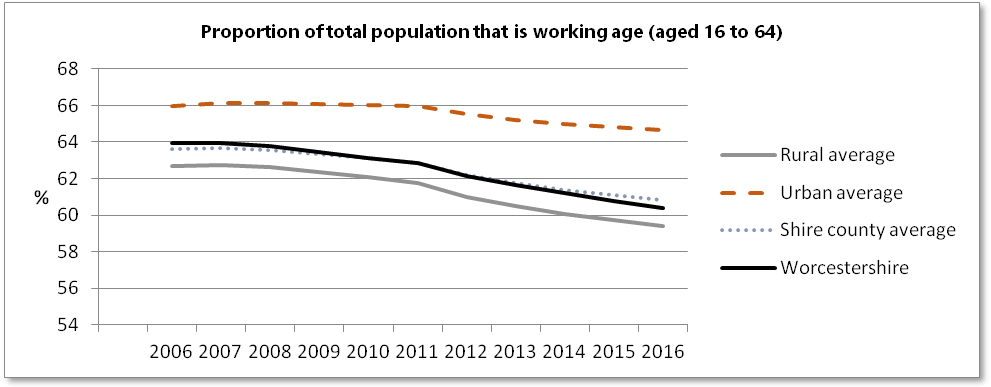 Proportion of total population that is working age (aged 16 to 64)
68
66
64
62
60
58
56
54
%
2006 2007 2008 2009 2010 2011 2012 2013 2014 2015 2016
Rural average
Urban average
Shire county average
Worcestershire